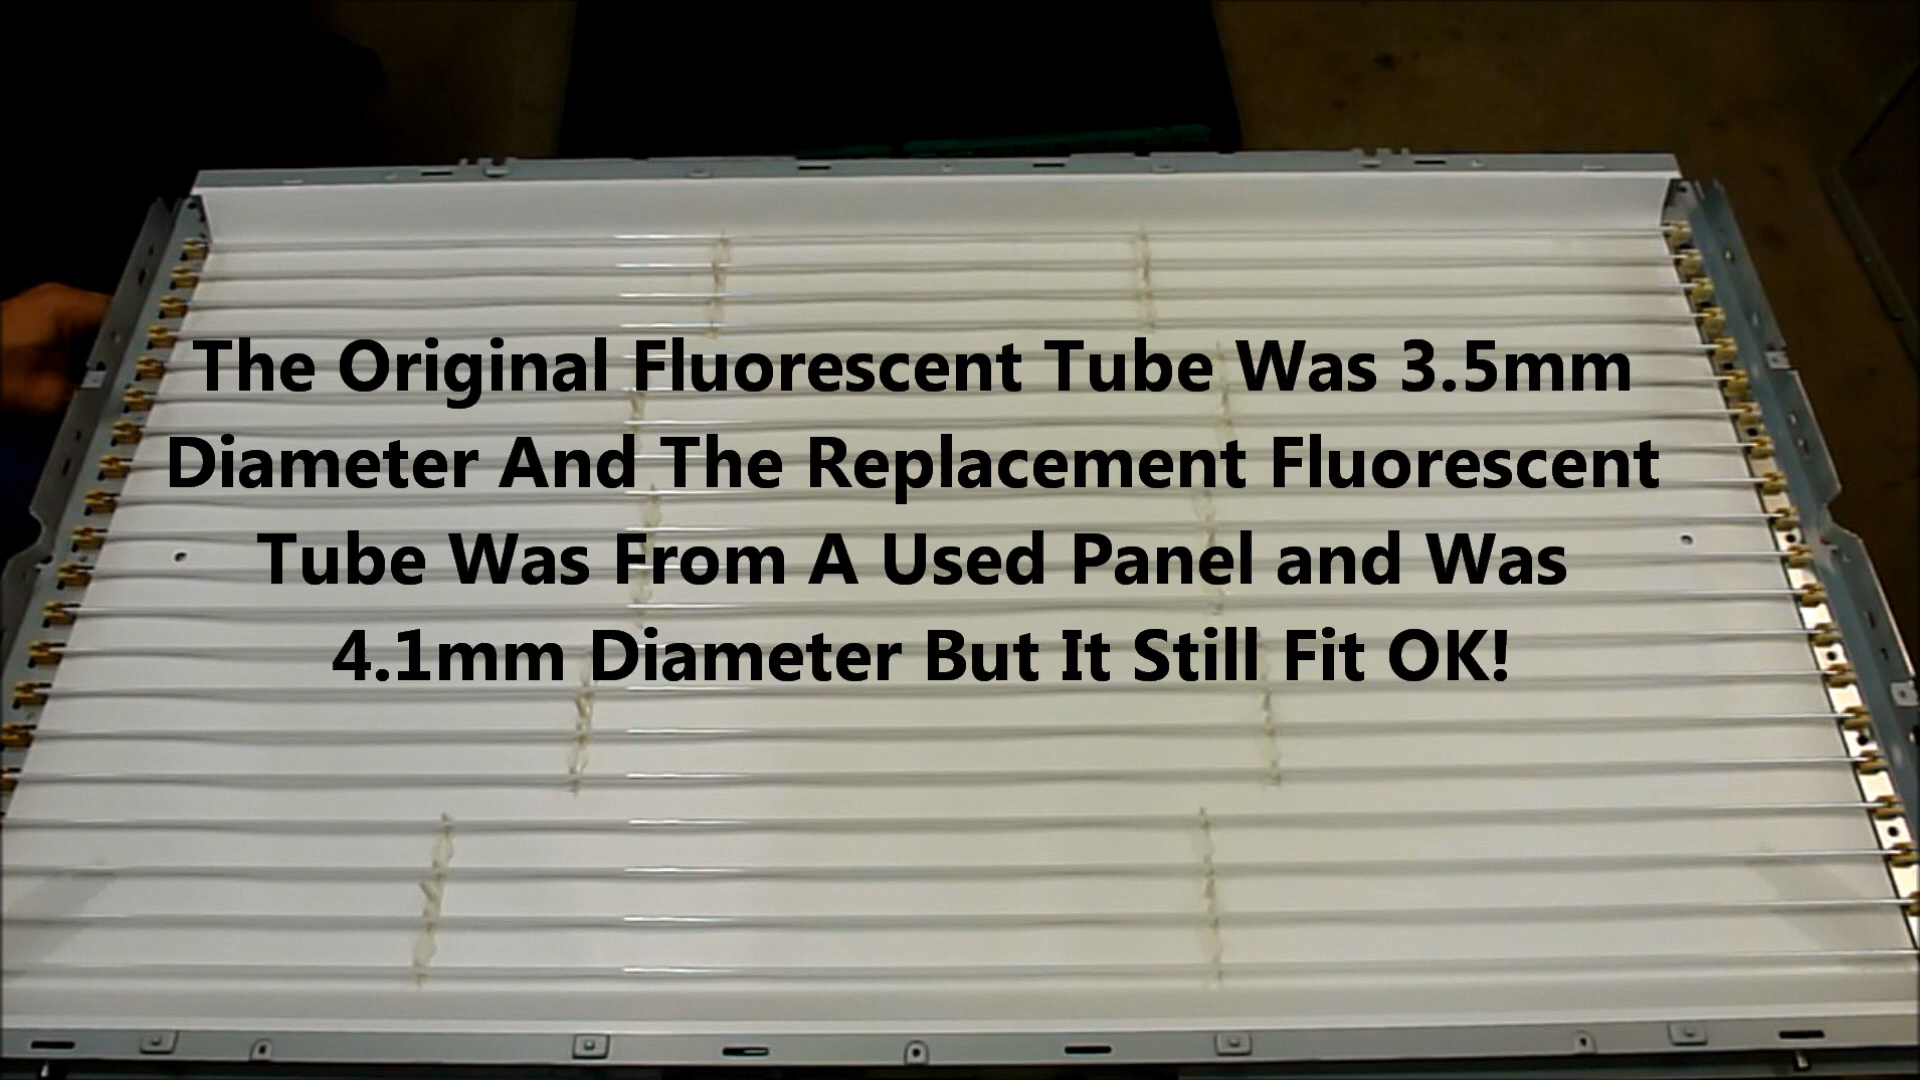 The Original Fluorescent Tube Was 3.5mm
Diameter And The Replacement Fluorescent
Tube Was From A Used Panel and Was
4.1mm Diameter But It Still Fit OK!